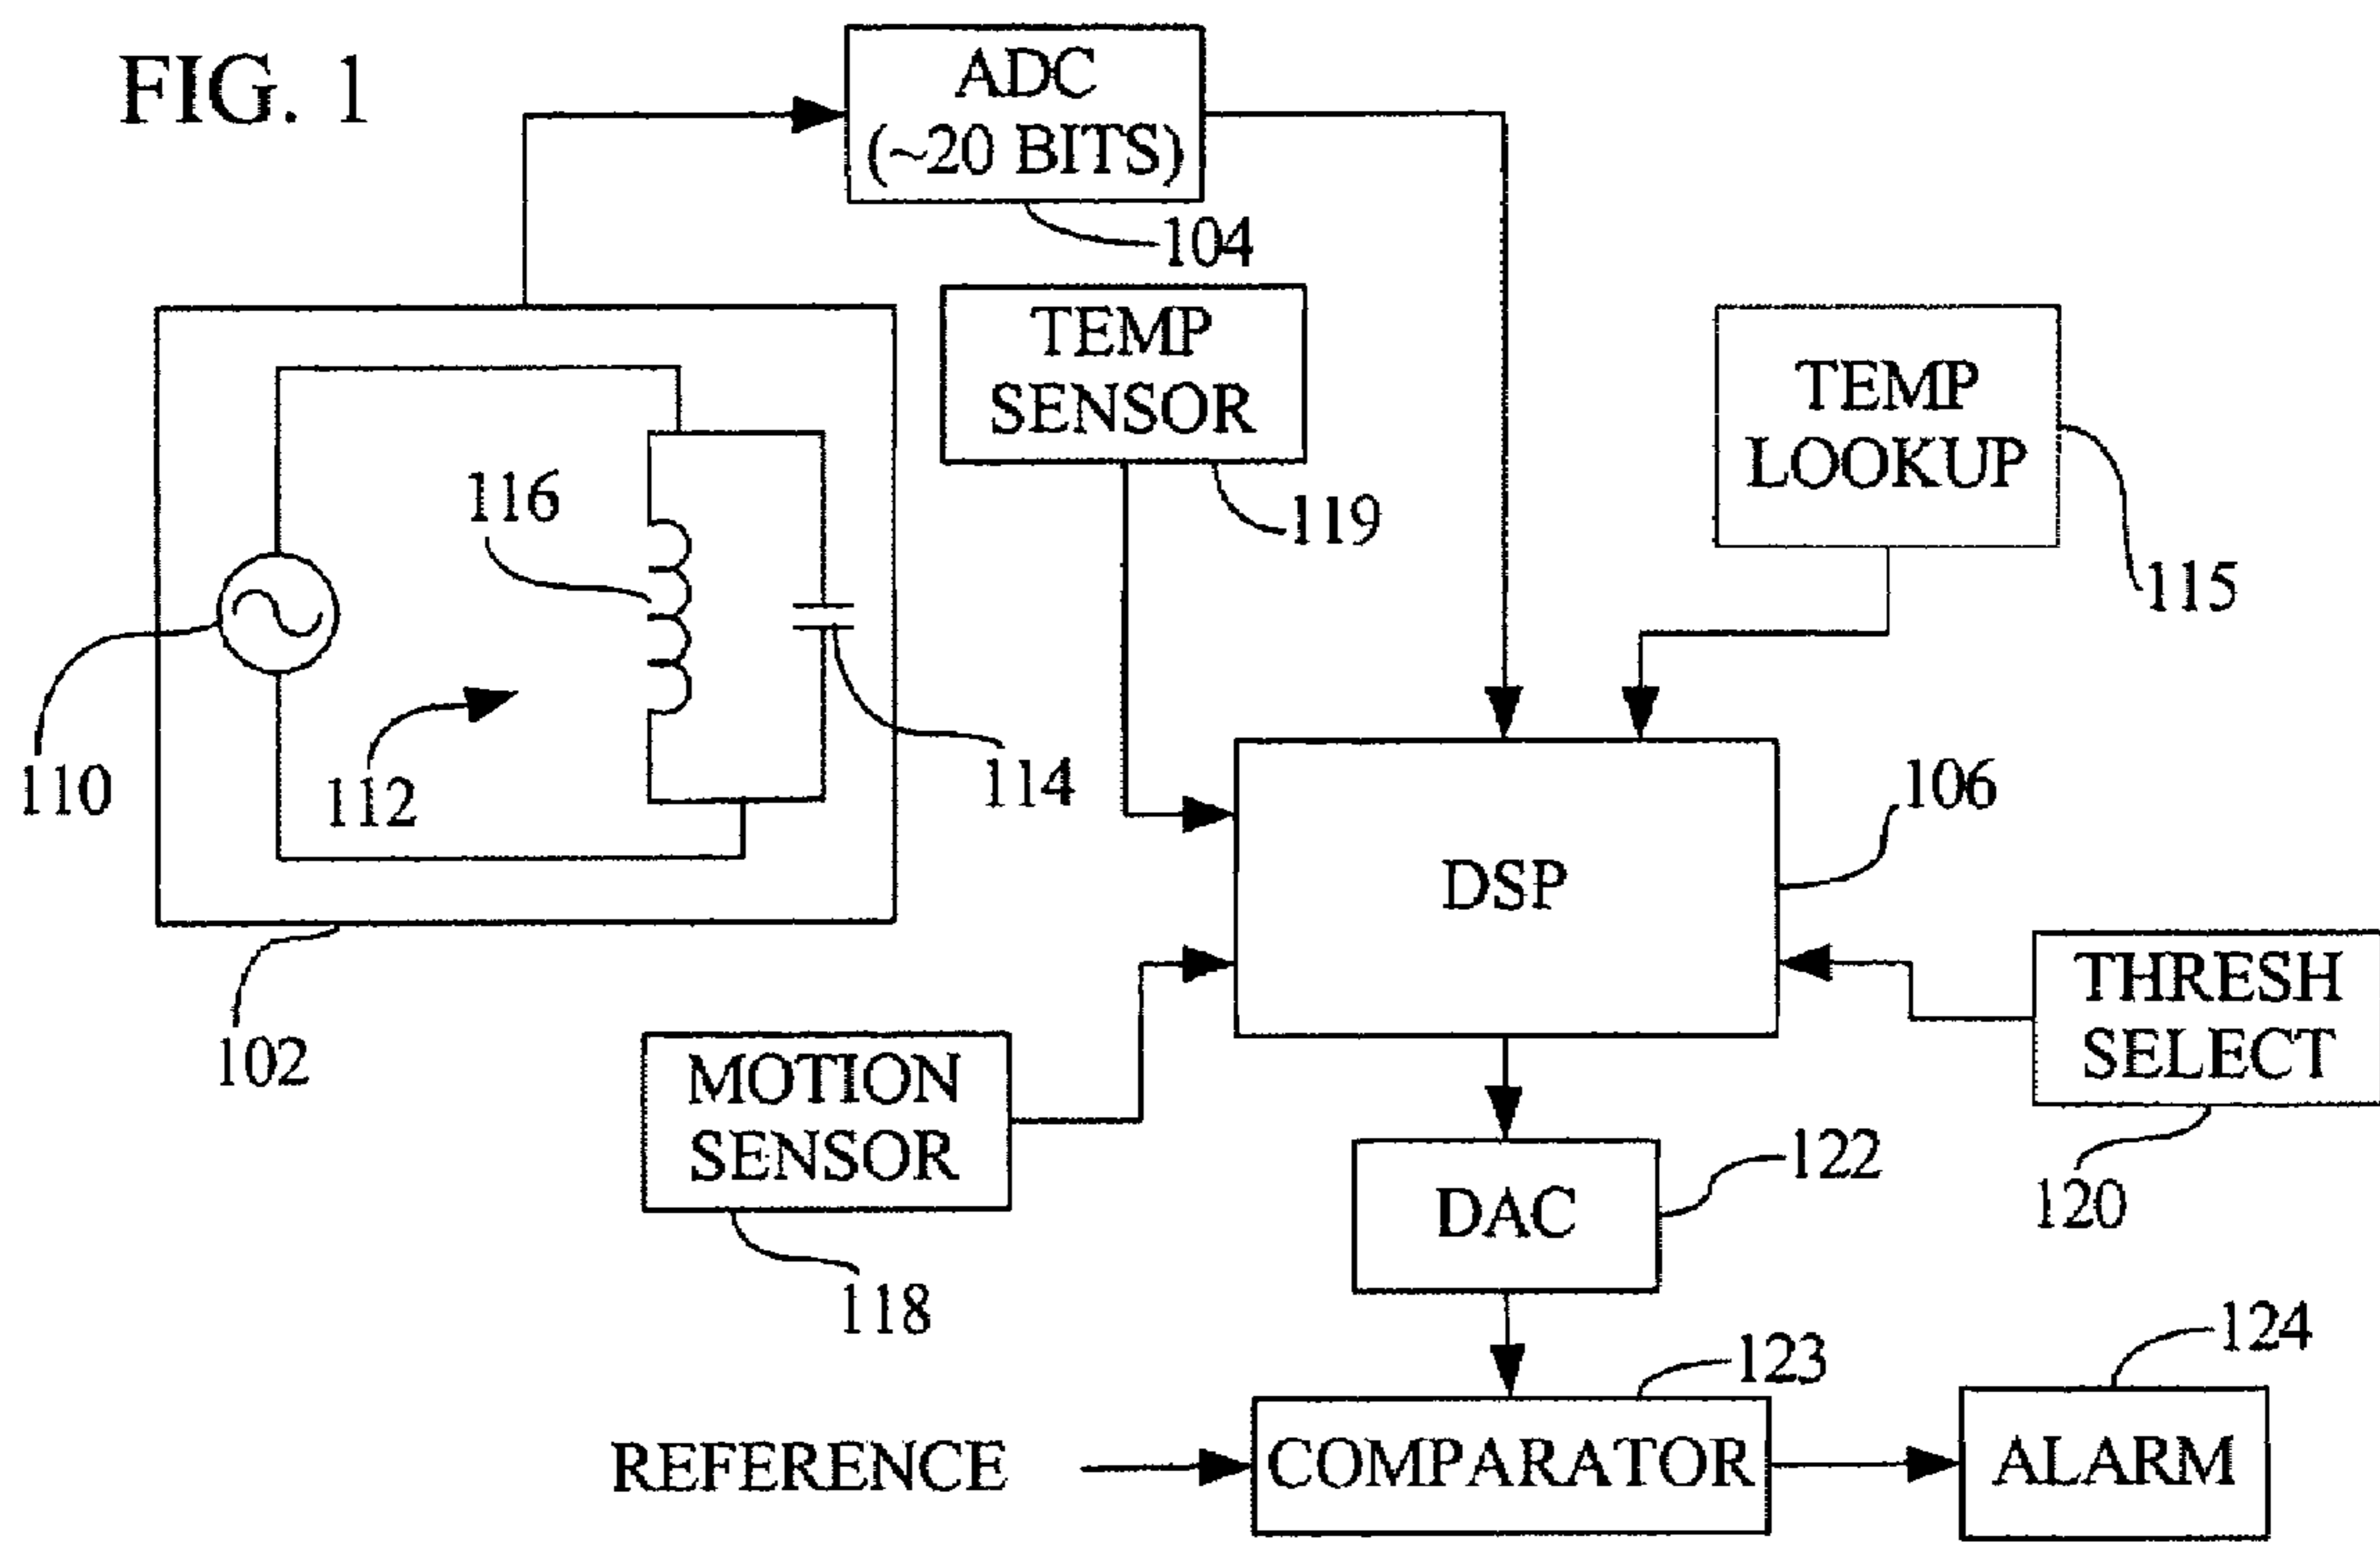 FIG. 1
ADC
(~20 BITS)
104
TEMP
SENSOR
119
TEMP
LOOKUP
115
116
110
112
114
102
DSP
106
MOTION
SENSOR
118
THRESH
SELECT
120
DAC
122
REFERENCE
COMPARATOR
123
ALARM
124